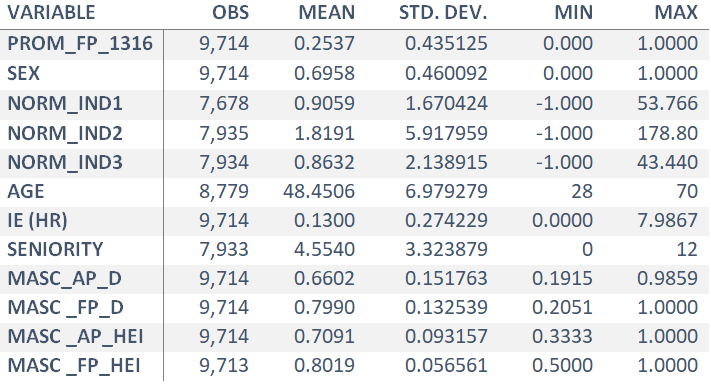 VARIABLE OBS MEAN STD. DEV. MIN MAX
PROM_FP_1316 9,714 0.2537 0.435125 0.000 1.0000
SEX 9,714 0.6958 0.460092 0.000 1.0000
NORM_IND1 7,678 0.9059 1.670424 -1.000 53.766
NORM_IND2 7,935 1.8191 5.917959 -1.000 178.80
NORM_IND3 7,934 0.8632 2.138915 -1.000 43.440
AGE 8,779 48.4506 6.979279 28 70
IE (HR) 9,714 0.1300 0.274229 0.0000 7.9867
SENIORITY 7,933 4.5540 3.323879 0 12
MASC_AP_D 9,714 0.6602 0.151763 0.1915 0.9859
MASC _FP_D 9,714 0.7990 0.132539 0.2051 1.0000
MASC _AP_HEI 9,714 0.7091 0.093157 0.3333 1.0000
MASC _FP_HEI 9,713 0.8019 0.056561 0.5000 1.0000